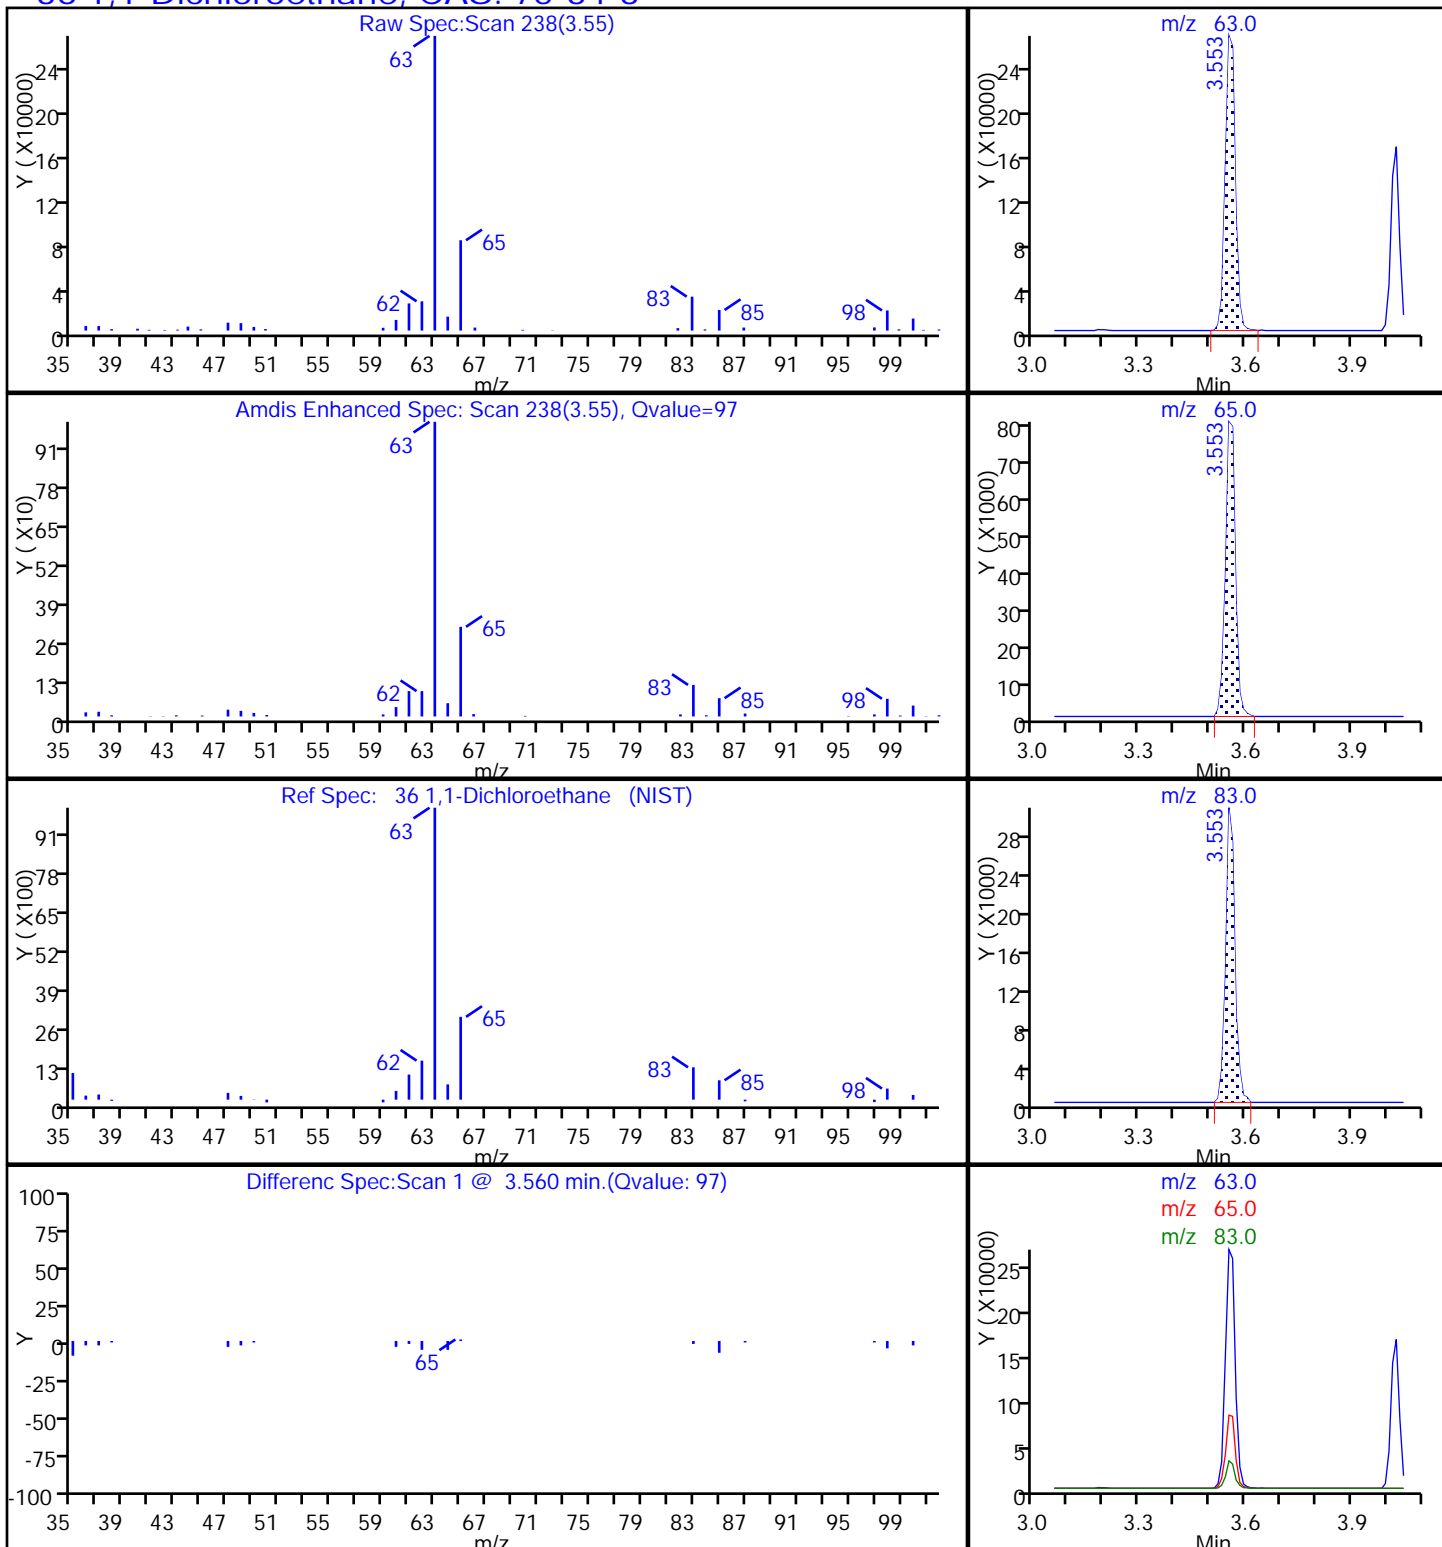 36 1,1-Dichloroethane, CAS: 75-34-3
Raw Spec:Scan 238(3.55)
63
65
62
83
85
98
Y ( X10000)
24
20
16
12
8
4
0
35 39 43 47 51 55 59 63 67 71 75 79 83 87 91 95 99
m/z
m/z 63.0
3.553
Y ( X10000)
24
20
16
12
8
4
0
3.0 3.3 3.6 3.9
Min
Amdis Enhanced Spec: Scan 238(3.55), Qvalue=97
63
65
62
83
85
98
Y ( X10)
91
78
65
52
39
26
13
0
35 39 43 47 51 55 59 63 67 71 75 79 83 87 91 95 99
m/z
m/z 65.0
3.553
Y ( X1000)
80
70
60
50
40
30
20
10
0
3.0 3.3 3.6 3.9
Min
Ref Spec: 36 1,1-Dichloroethane (NIST)
63
65
62
83
85
98
Y ( X100)
91
78
65
52
39
26
13
0
35 39 43 47 51 55 59 63 67 71 75 79 83 87 91 95 99
m/z
m/z 83.0
3.553
Y ( X1000)
28
24
20
16
12
8
4
0
3.0 3.3 3.6 3.9
Min
Differenc Spec:Scan 1 @ 3.560 min.(Qvalue: 97)
65
Y
100
75
50
25
0
-25
-50
-75
-100
35 39 43 47 51 55 59 63 67 71 75 79 83 87 91 95 99
m/z
m/z 63.0
m/z 65.0
m/z 83.0
Y ( X10000)
25
20
15
10
5
0
3.0 3.3 3.6 3.9
Min